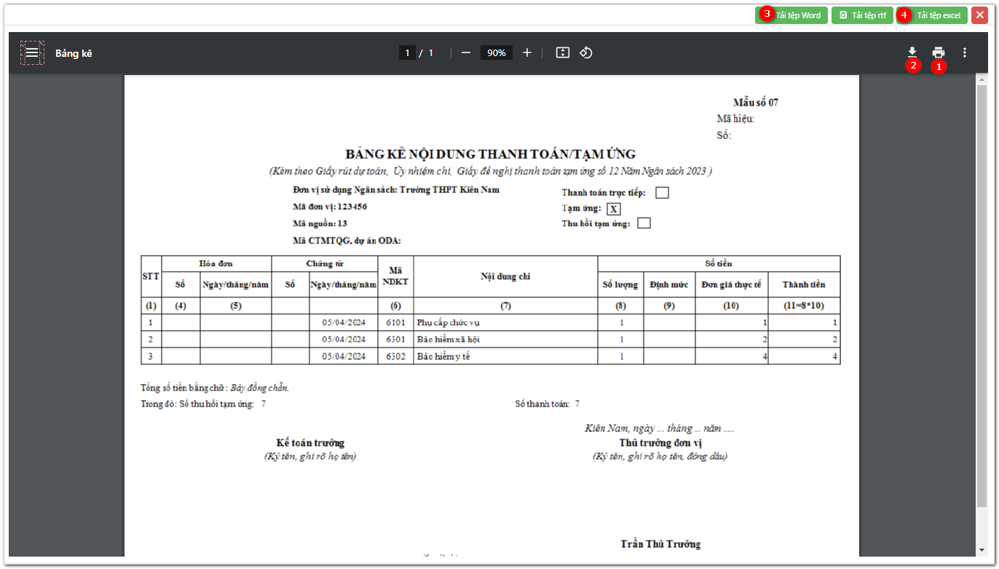 3 Tải tệp Word Tải tệp rtf 4 Tải tệp excel
Bảng kê 1 / 1 90%
2 1
Mẫu số 07
Mã hiệu:
Số:
BẢNG KÊ NỘI DUNG THANH TOÁN/TẠM ỨNG
(Kèm theo Giấy rút dự toán, Ủy nhiệm chi, Giấy đề nghị thanh toán tạm ứng số 12 Năm Ngân sách 2023 )
Đơn vị sử dụng Ngân sách: Trường THPT Kiên Nam
Thanh toán trực tiếp:
Mã đơn vị: 123456
Tạm ứng: X
Mã nguồn: 13
Thu hồi tạm ứng:
Mã CTMTQG, dự án ODA:
STT Hóa đơn Chứng từ Mã NDKT Nội dung chi Số tiền
Số Ngày/tháng/năm Số Ngày/tháng/năm Số lượng Định mức Đơn giá thực tế Thành tiền
(1) (4) (5) (6) (7) (8) (9) (10) (11=8*10)
1 05/04/2024 6101 Phụ cấp chức vụ 1 1 1
2 05/04/2024 6301 Bảo hiểm xã hội 1 2 2
3 05/04/2024 6302 Bảo hiểm y tế 1 4 4
Tổng số tiền bằng chữ : Bảy đồng chẵn.
Trong đó: Số thu hồi tạm ứng: 7 Số thanh toán: 7
Kiên Nam, ngày ... tháng ... năm .....
Kế toán trưởng Thủ trưởng đơn vị
(Ký tên, ghi rõ họ tên) (Ký tên, ghi rõ họ tên, đóng dấu)
Trần Thủ Trưởng